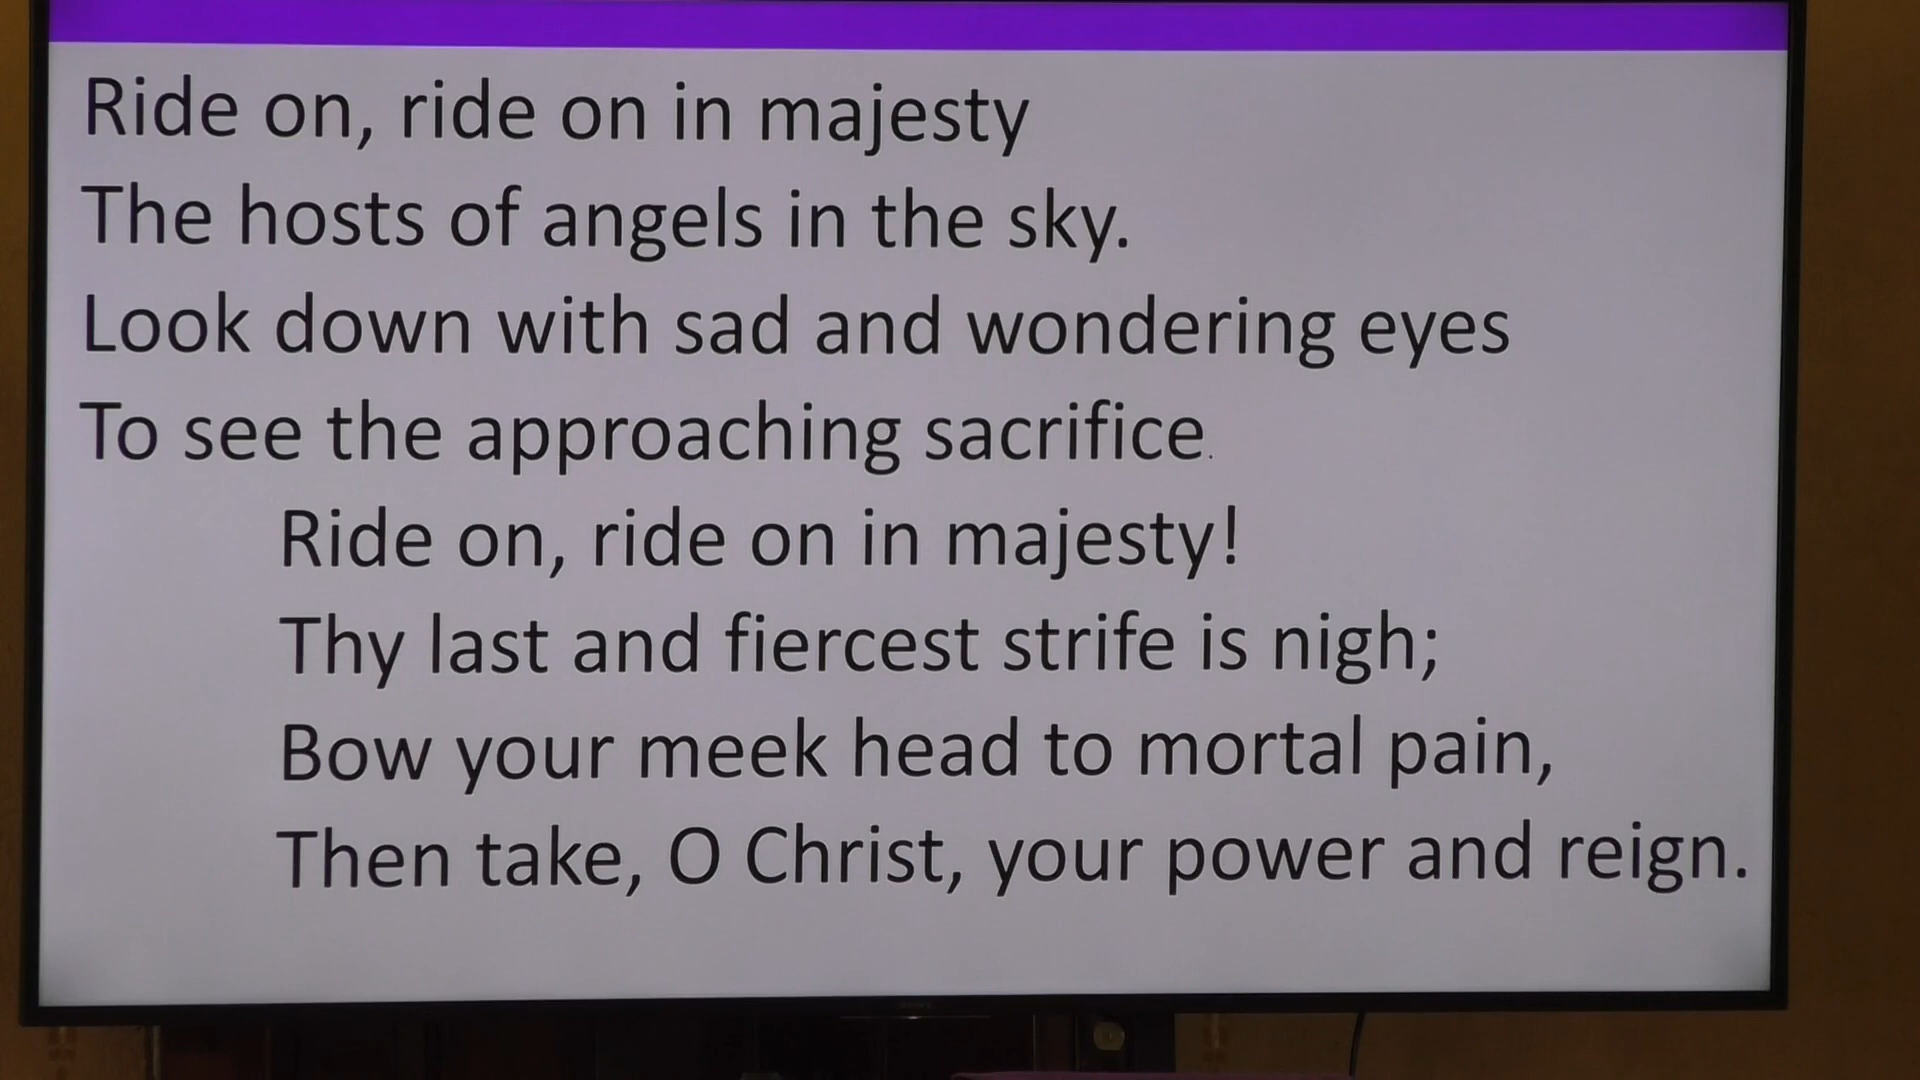 Ride on, ride on in majesty
The hosts of angels in the sky.
Look down with sad and wondering eyes
To see the approaching sacrifice.
Ride on, ride on in majesty!
Thy last and fiercest strife is nigh;
Bow your meek head to mortal pain,
Then take, O Christ, your power and reign.